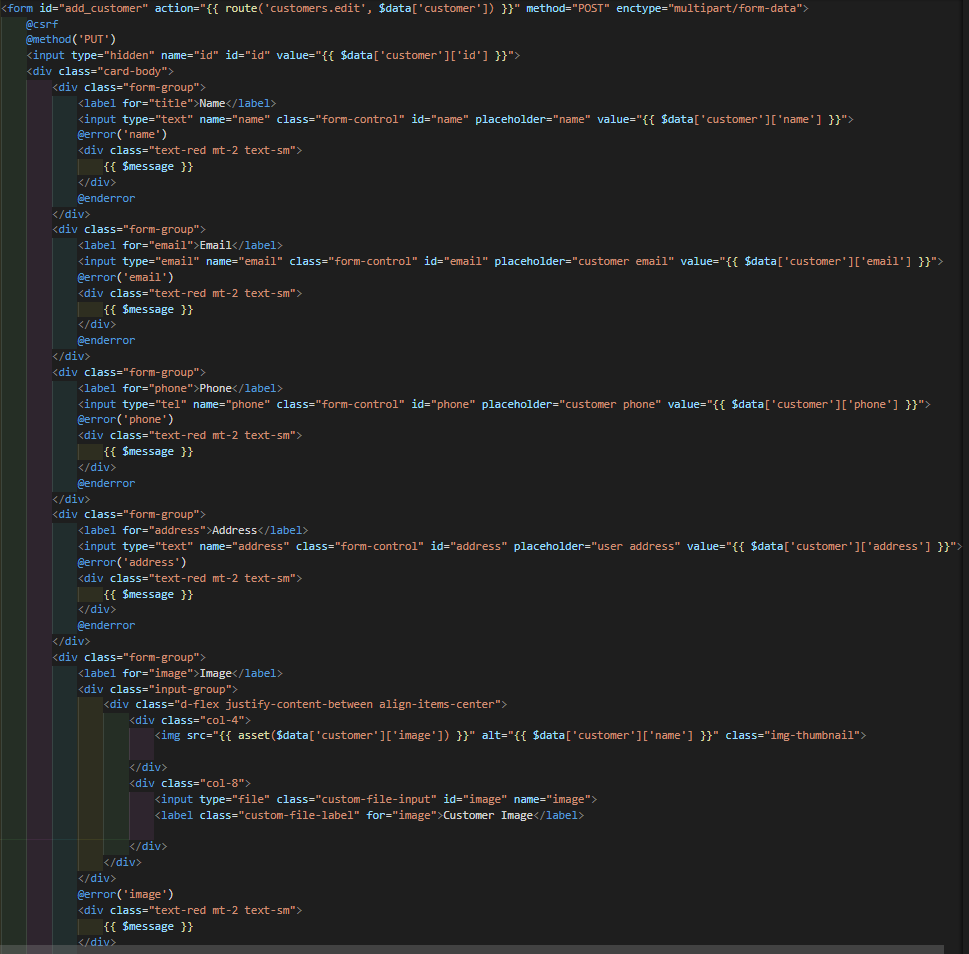 <form id="add_customer" action="{{ route('customers.edit', $data['customer']) }}" method="POST" enctype="multipart/form-data">
@csrf
@method('PUT')
<input type="hidden" name="id" id="id" value="{{ $data['customer']['id'] }}">
<div class="card-body">
<div class="form-group">
<label for="title">Name</label>
<input type="text" name="name" class="form-control" id="name" placeholder="name" value="{{ $data['customer']['name'] }}">
@error('name')
<div class="text-red mt-2 text-sm">
{{ $message }}
</div>
@enderror
</div>
<div class="form-group">
<label for="email">Email</label>
<input type="email" name="email" class="form-control" id="email" placeholder="customer email" value="{{ $data['customer']['email'] }}">
@error('email')
<div class="text-red mt-2 text-sm">
{{ $message }}
</div>
@enderror
</div>
<div class="form-group">
<label for="phone">Phone</label>
<input type="tel" name="phone" class="form-control" id="phone" placeholder="customer phone" value="{{ $data['customer']['phone'] }}">
@error('phone')
<div class="text-red mt-2 text-sm">
{{ $message }}
</div>
@enderror
</div>
<div class="form-group">
<label for="address">Address</label>
<input type="text" name="address" class="form-control" id="address" placeholder="user address" value="{{ $data['customer']['address'] }}">
@error('address')
<div class="text-red mt-2 text-sm">
{{ $message }}
</div>
@enderror
</div>
<div class="form-group">
<label for="image">Image</label>
<div class="input-group">
<div class="d-flex justify-content-between align-items-center">
<div class="col-4">
<img src="{{ asset($data['customer']['image']) }}" alt="{{ $data['customer']['name'] }}" class="img-thumbnail">
</div>
<div class="col-8">
<input type="file" class="custom-file-input" id="image" name="image">
<label class="custom-file-label" for="image">Customer Image</label>
</div>
</div>
</div>
@error('image')
<div class="text-red mt-2 text-sm">
{{ $message }}
</div>